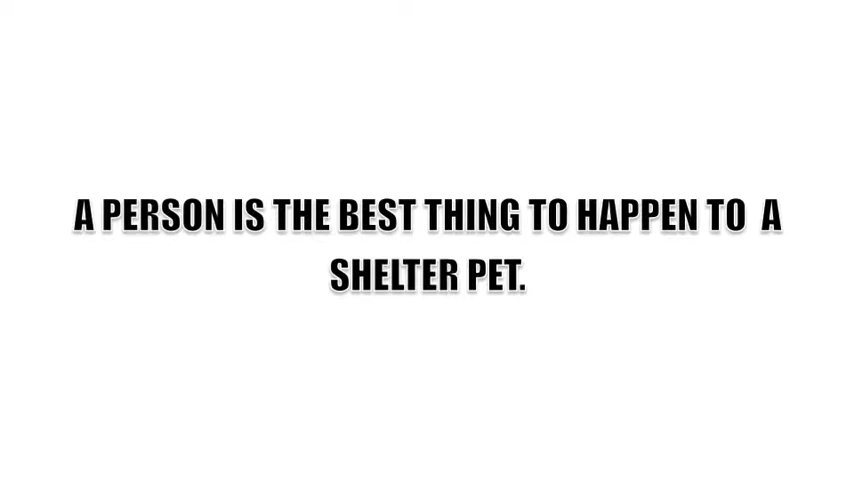 A PERSON IS THE BEST THING TO HAPPEN TO A
SHELTER PET.